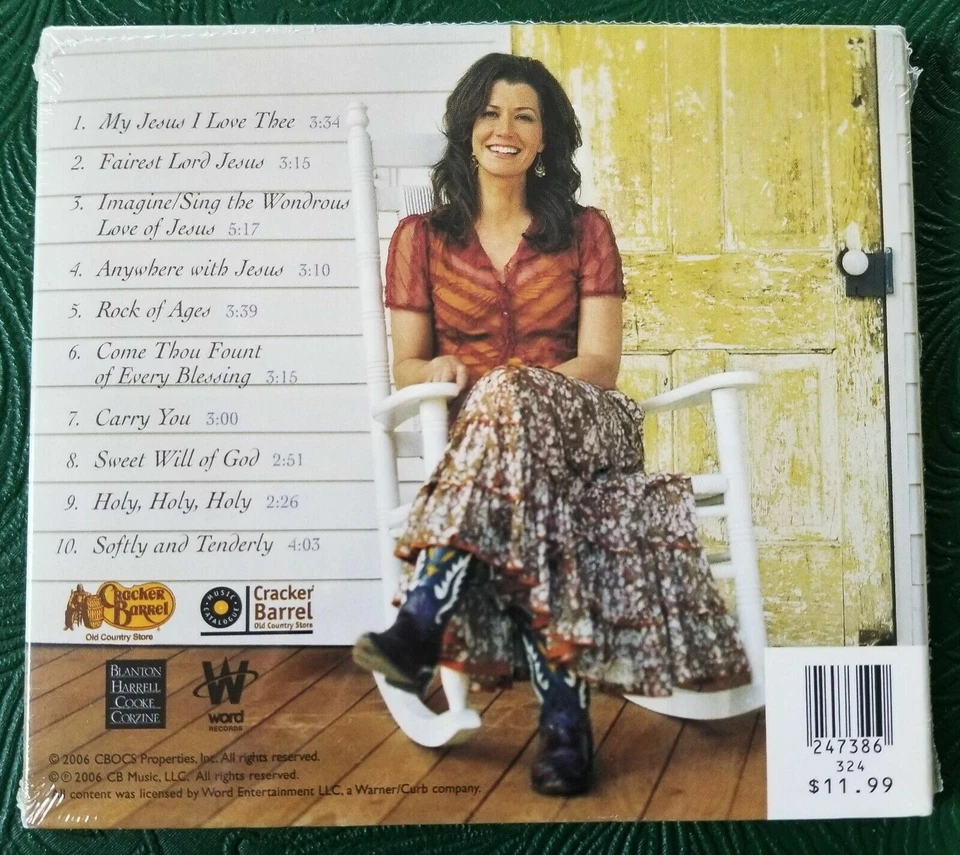 1. My Jesus I Love Thee 3:34
2. Fairest Lord Jesus 3:15
3. Imagine/Sing the Wondrous
Love of Jesus 5:17
4. Anywhere with Jesus 3:10
5. Rock of Ages 3:39
6. Come Thou Fount
of Every Blessing 3:15
7. Carry You 3:00
8. Sweet Will of God 2:51
9. Holy, Holy, Holy 2:26
10. Softly and Tenderly 4:03
Cracker
Barrel
Old Country Store
MUSIC
CATALOGUE
Cracker
Barrel
Old Country Store
BLANTON
HARRELL
COOKE
CORZINE
W
word
RECORDS
© 2006 CBOCS Properties, Inc. All rights reserved.
©℗ 2006 CB Music, LLC. All rights reserved.
All content was licensed by Word Entertainment LLC, a Warner/Curb company.
247386
324
$11.99